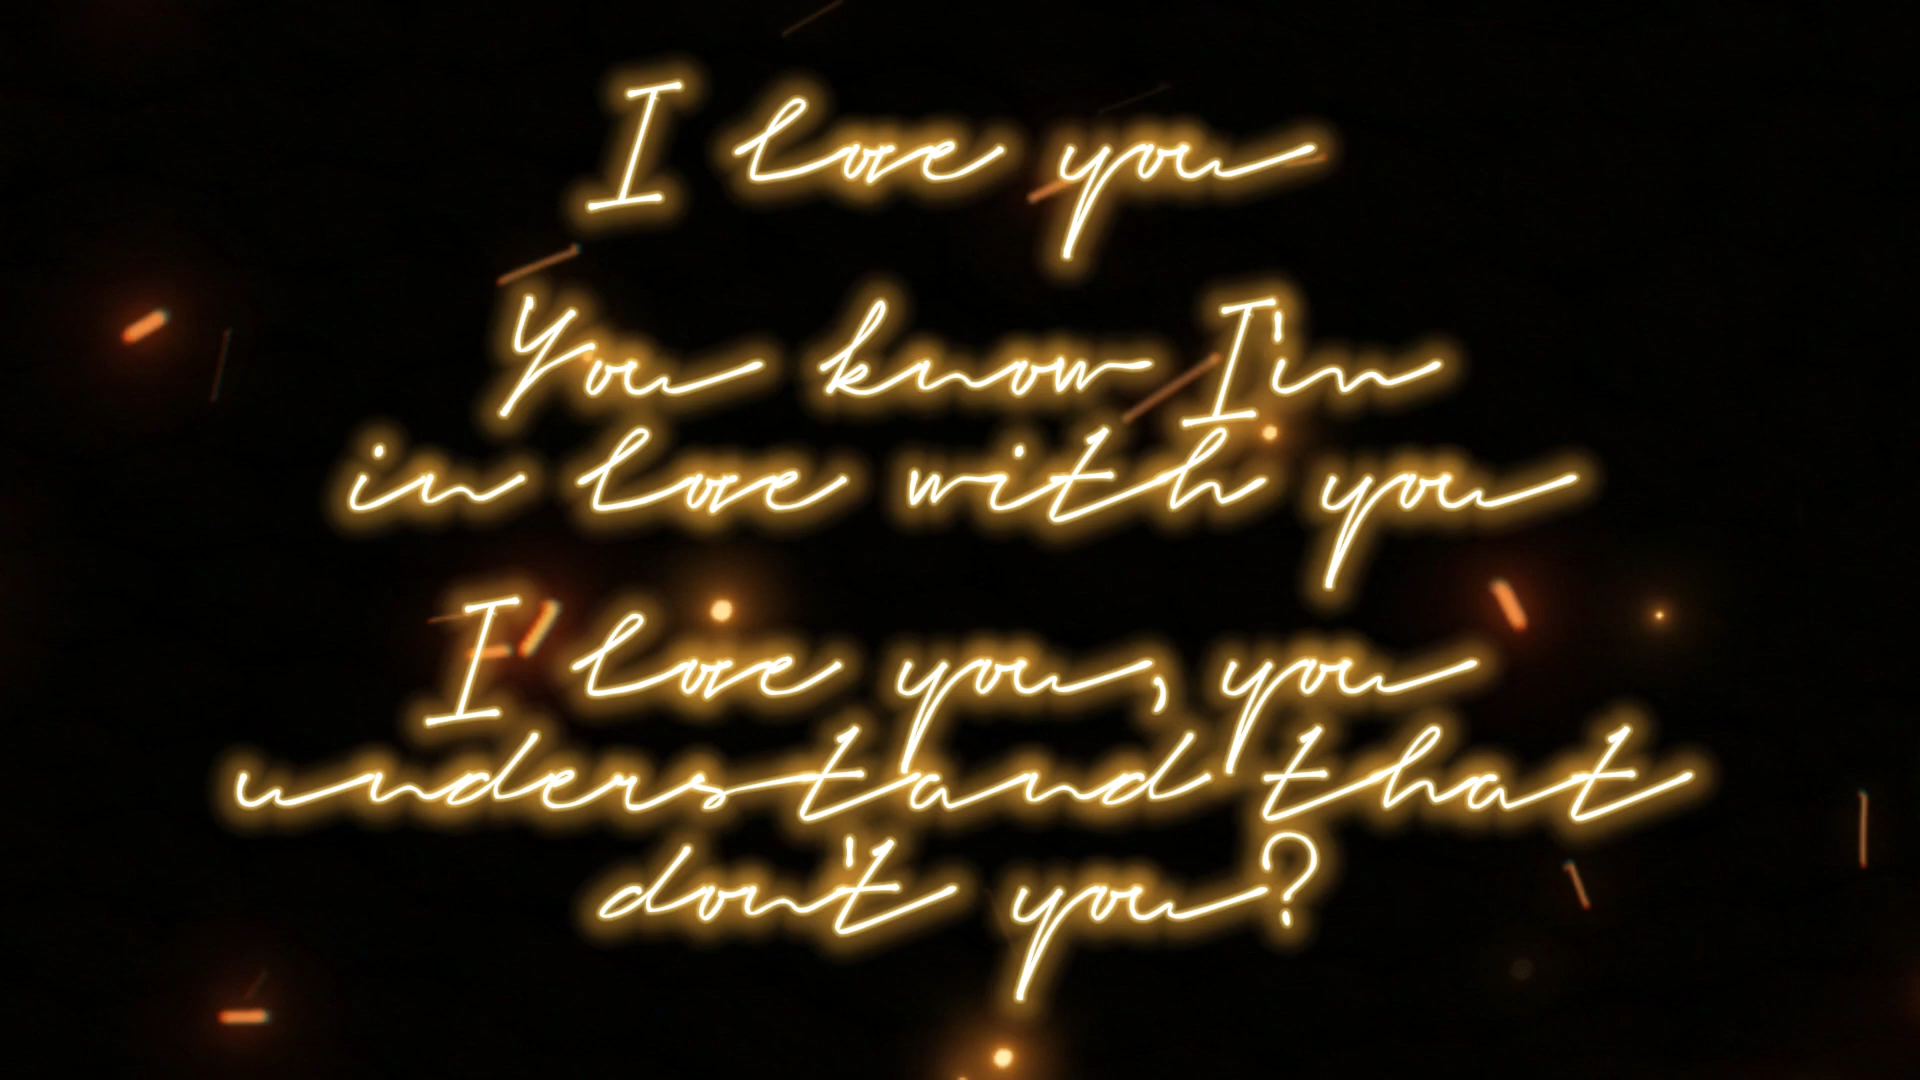 I love you
You know I'm
in love with you
I love you, you
understand that
don't you?